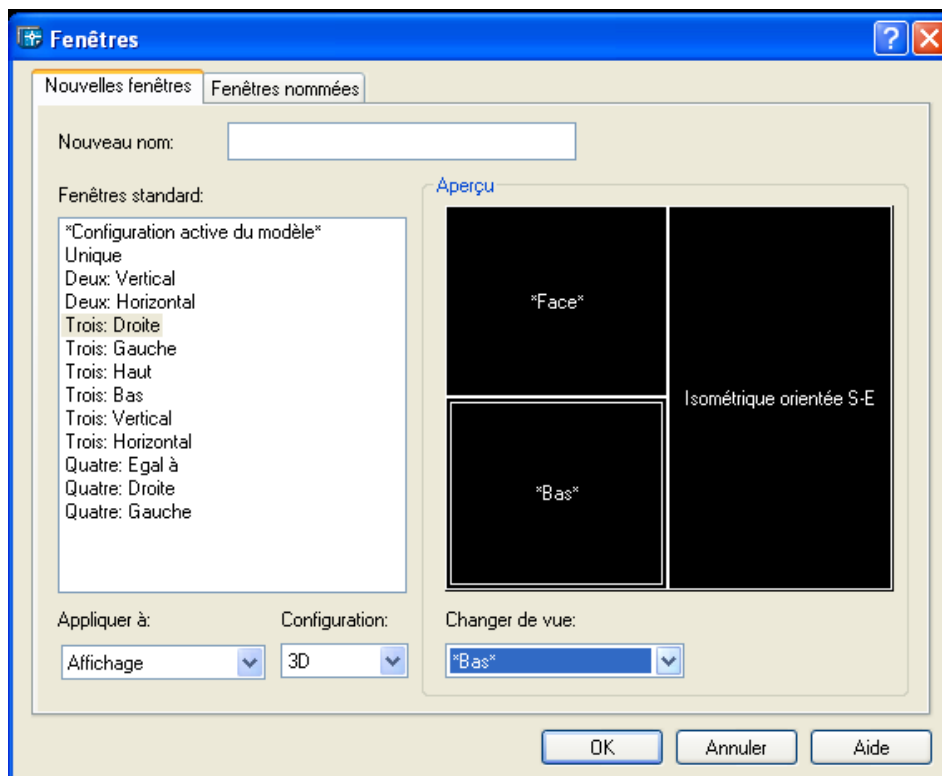 Fenêtres
Nouvelles fenêtres
Fenêtres nommées
Nouveau nom:
Fenêtres standard:
*Configuration active du modèle*
Unique
Deux: Vertical
Deux: Horizontal
Trois: Droite
Trois: Gauche
Trois: Haut
Trois: Bas
Trois: Vertical
Trois: Horizontal
Quatre: Egal à
Quatre: Droite
Quatre: Gauche
Aperçu
*Face*
*Bas*
Isométrique orientée S-E
Appliquer à:
Affichage
Configuration:
3D
Changer de vue:
*Bas*
OK
Annuler
Aide